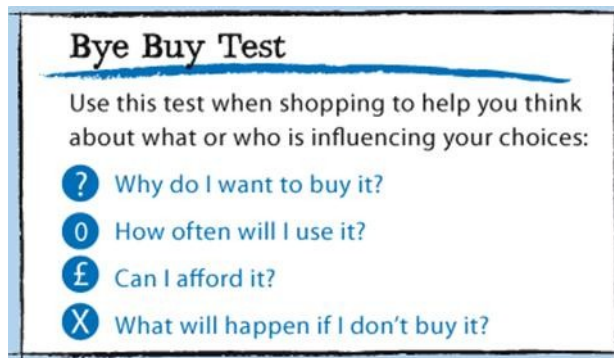 Bye Buy Test
Use this test when shopping to help you think
about what or who is influencing your choices:
? Why do I want to buy it?
0 How often will I use it?
£ Can I afford it?
X What will happen if I don't buy it?